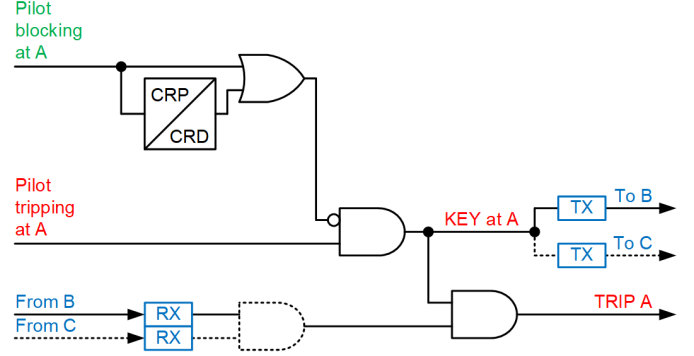 Pilot
blocking
at A
CRP
CRD
Pilot
tripping
at A
KEY at A
TX
To B
TX
To C
From B
RX
From C
RX
TRIP A